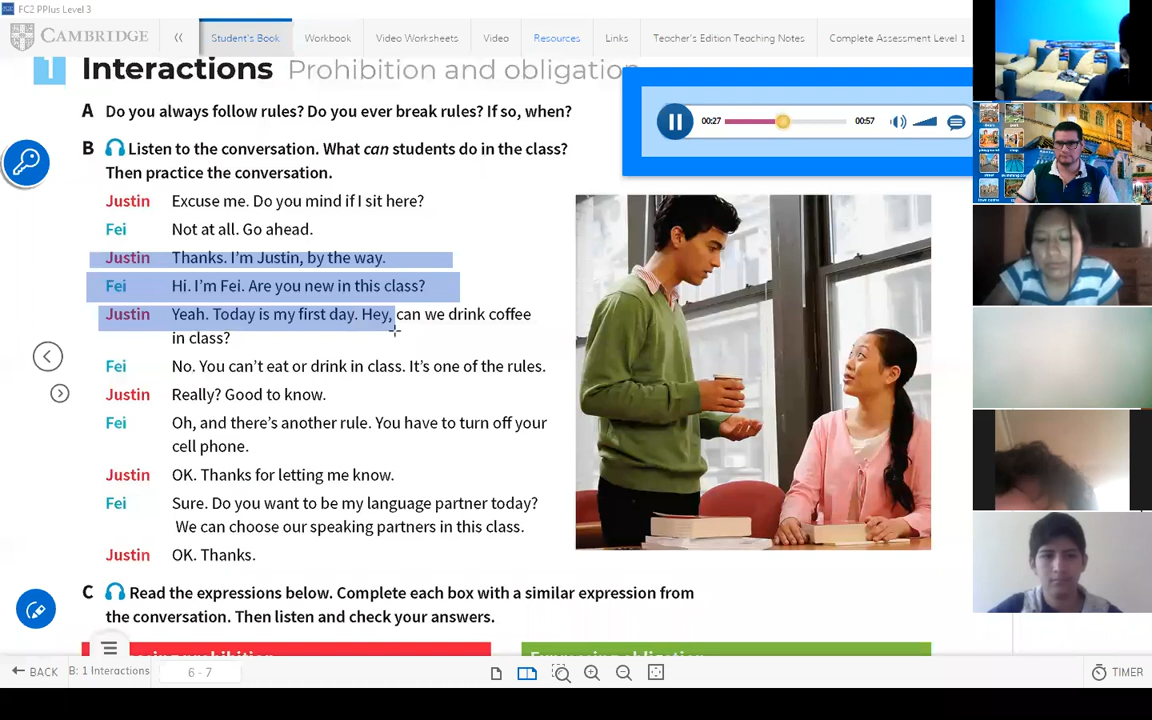 FC2 PPlus Level 3
CAMBRIDGE
Student's Book Workbook Video Worksheets Video Resources Links Teacher's Edition Teaching Notes Complete Assessment Level 1
1 Interactions Prohibition and obligation
A Do you always follow rules? Do you ever break rules? If so, when?
00:27 00:57
B Listen to the conversation. What can students do in the class?
Then practice the conversation.
Justin Excuse me. Do you mind if I sit here?
Fei Not at all. Go ahead.
Justin Thanks. I'm Justin, by the way.
Fei Hi. I'm Fei. Are you new in this class?
Justin Yeah. Today is my first day. Hey, can we drink coffee
in class?
Fei No. You can't eat or drink in class. It's one of the rules.
Justin Really? Good to know.
Fei Oh, and there's another rule. You have to turn off your
cell phone.
Justin OK. Thanks for letting me know.
Fei Sure. Do you want to be my language partner today?
We can choose our speaking partners in this class.
Justin OK. Thanks.
C Read the expressions below. Complete each box with a similar expression from
the conversation. Then listen and check your answers.
BACK B: 1 Interactions 6 - 7 TIMER